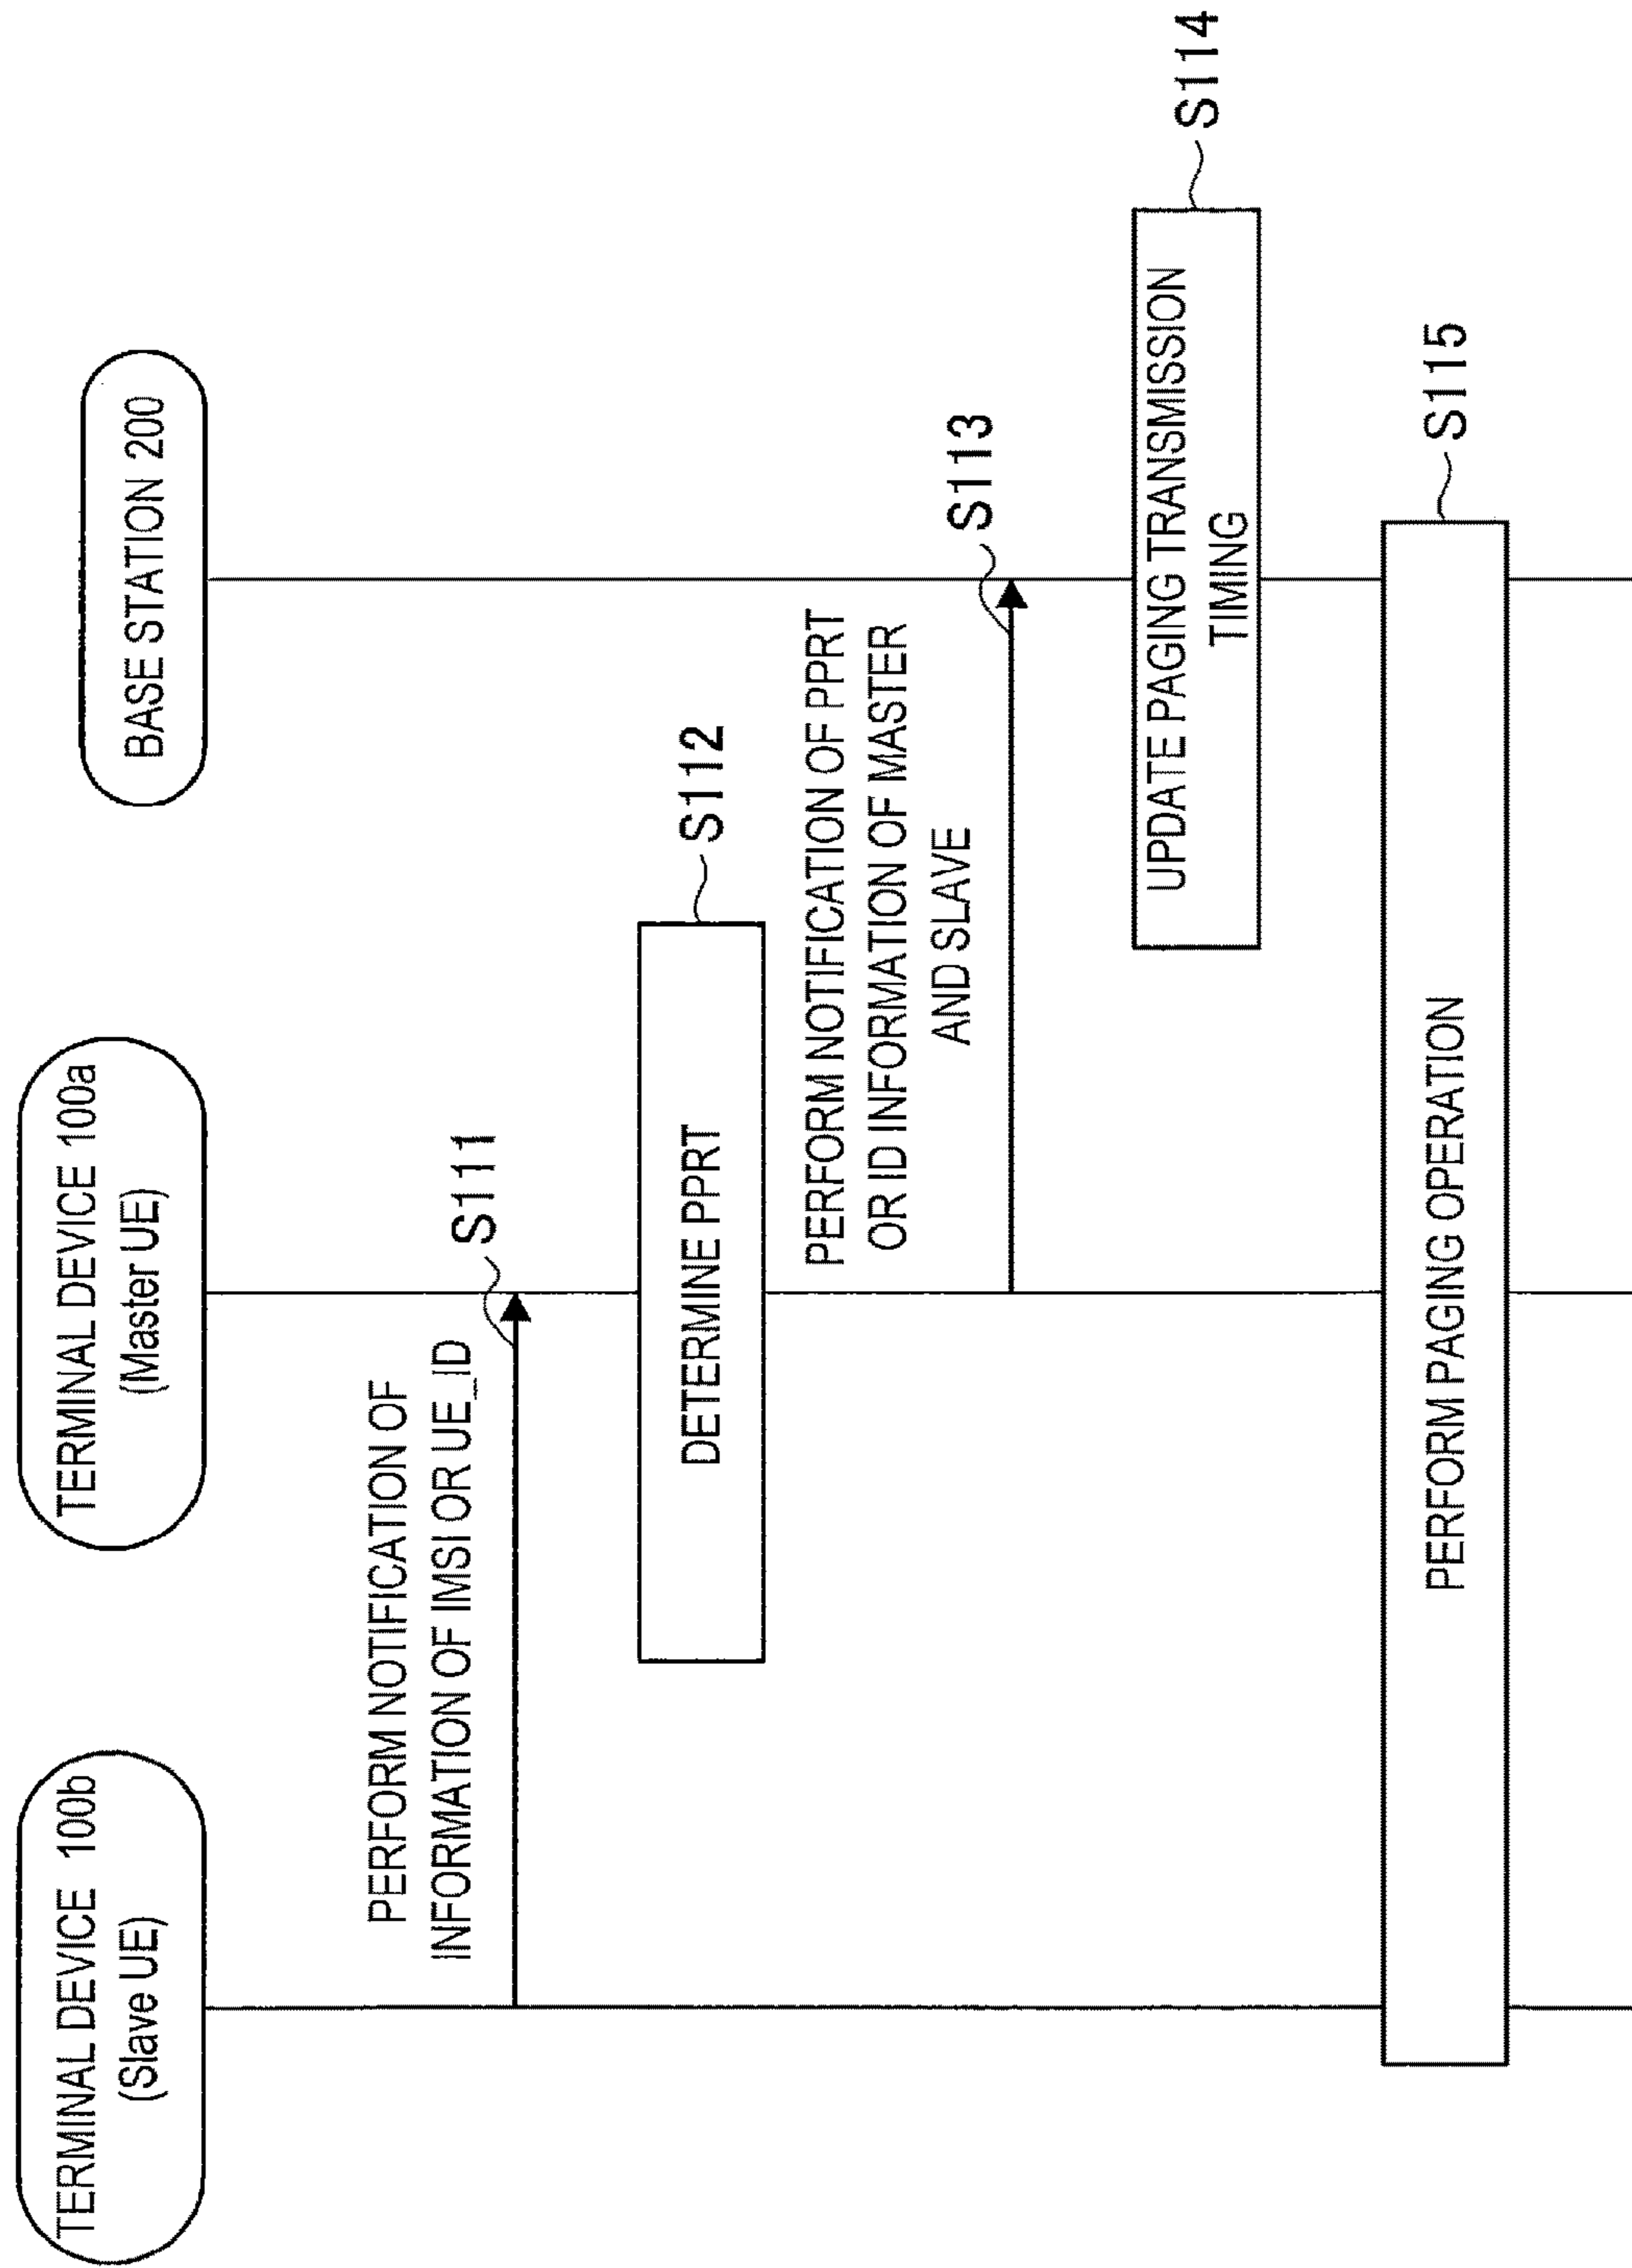 TERMINAL DEVICE 100b
(Slave UE)
TERMINAL DEVICE 100a
(Master UE)
BASE STATION 200
PERFORM NOTIFICATION OF
INFORMATION OF IMSI OR UE_ID
S111
DETERMINE PPRT
S112
PERFORM NOTIFICATION OF PPRT
OR ID INFORMATION OF MASTER
AND SLAVE
S113
UPDATE PAGING TRANSMISSION
TIMING
S114
PERFORM PAGING OPERATION
S115